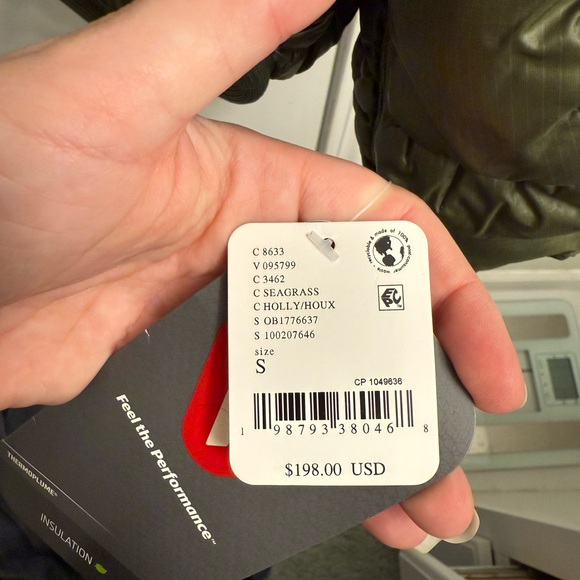 C 8633
V 095799
C 3462
C SEAGRASS
C HOLLY/HOUX
S OB1776637
S 100207646
size
S
CP 1049636
1 98793 38046 8
$198.00 USD
Feel the Performance™
THERMOPLUME®
INSULATION